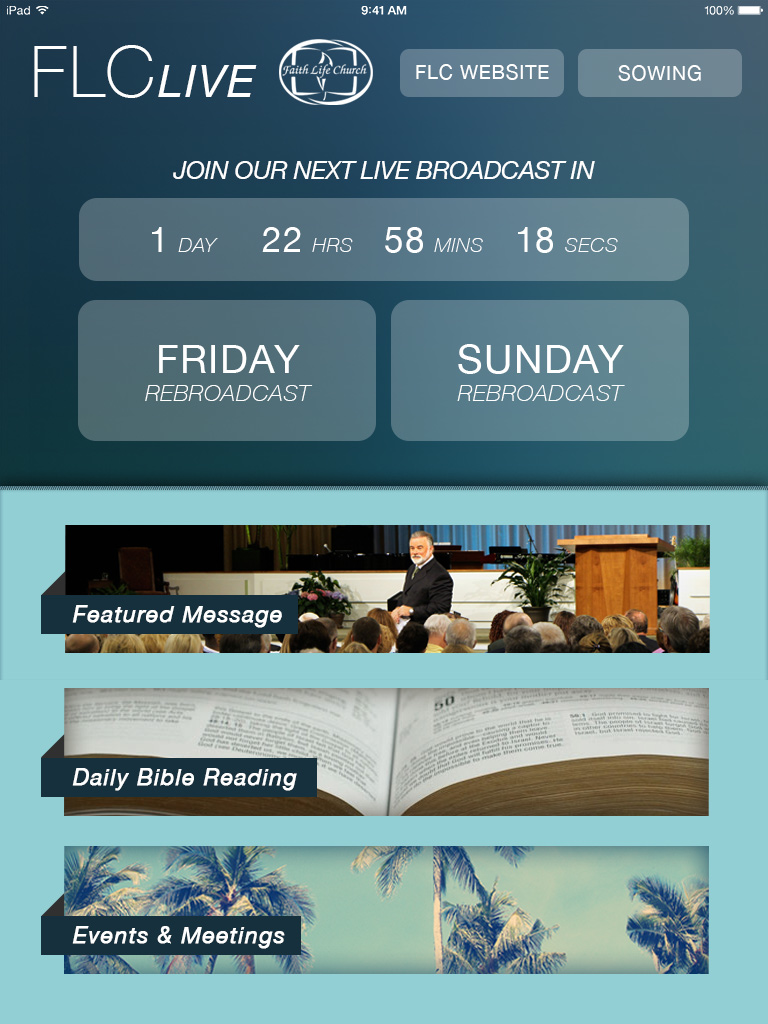 iPad 9:41 AM 100%
FLC LIVE
Faith Life Church
FLC WEBSITE
SOWING
JOIN OUR NEXT LIVE BROADCAST IN
1 DAY 22 HRS 58 MINS 18 SECS
FRIDAY
REBROADCAST
SUNDAY
REBROADCAST
Featured Message
50
Daily Bible Reading
Events & Meetings